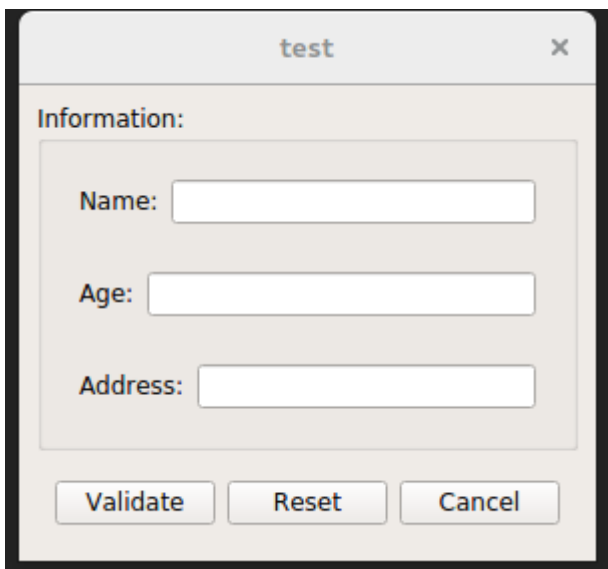 test
Information:
Name:
Age:
Address:
Validate Reset Cancel